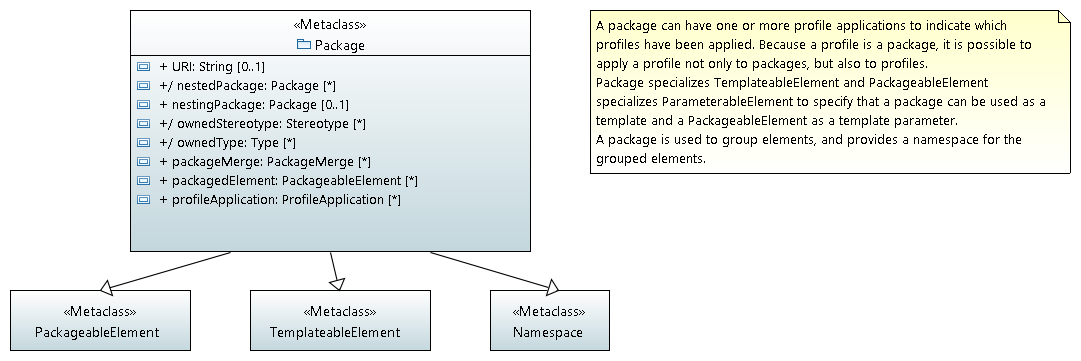 «Metaclass»
Package
+ URI: String [0..1]
+/ nestedPackage: Package [*]
+ nestingPackage: Package [0..1]
+/ ownedStereotype: Stereotype [*]
+/ ownedType: Type [*]
+ packageMerge: PackageMerge [*]
+ packagedElement: PackageableElement [*]
+ profileApplication: ProfileApplication [*]
A package can have one or more profile applications to indicate which
profiles have been applied. Because a profile is a package, it is possible to
apply a profile not only to packages, but also to profiles.
Package specializes TemplateableElement and PackageableElement
specializes ParameterableElement to specify that a package can be used as a
template and a PackageableElement as a template parameter.
A package is used to group elements, and provides a namespace for the
grouped elements.
«Metaclass»
PackageableElement
«Metaclass»
TemplateableElement
«Metaclass»
Namespace